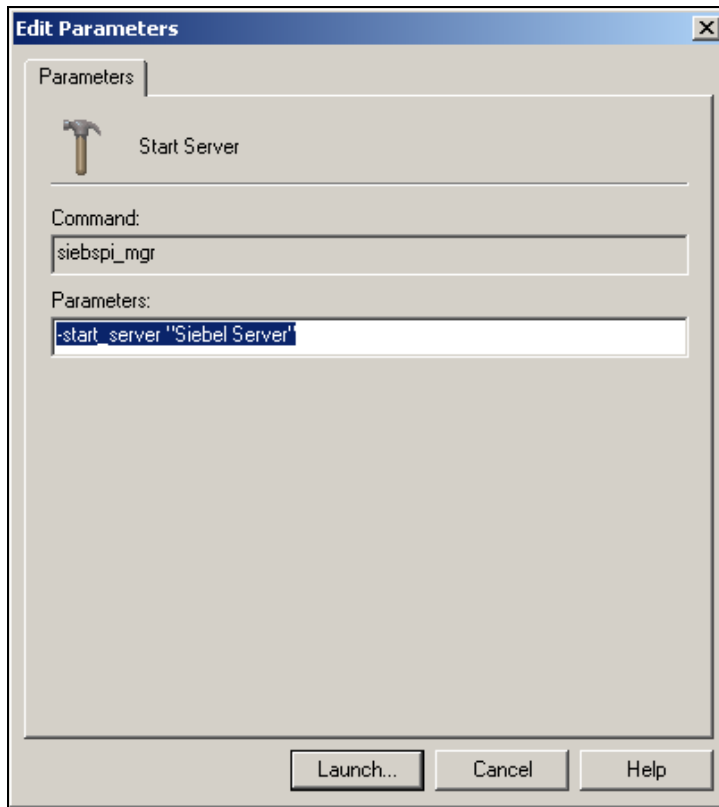 Edit Parameters
Parameters
Start Server
Command:
siebspi_mgr
Parameters:
-start_server "Siebel Server"
Launch... Cancel Help